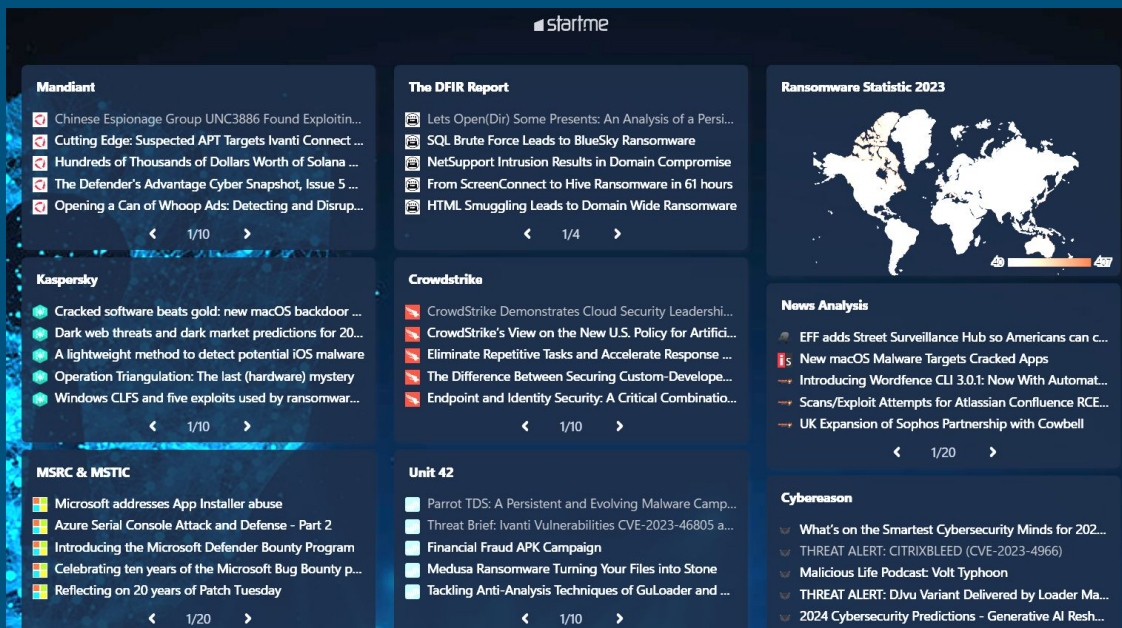 start.me
Mandiant
Chinese Espionage Group UNC3886 Found Exploitin...
Cutting Edge: Suspected APT Targets Ivanti Connect ...
Hundreds of Thousands of Dollars Worth of Solana ...
The Defender's Advantage Cyber Snapshot, Issue 5 ...
Opening a Can of Whoop Ads: Detecting and Disrup...
1/10
Kaspersky
Cracked software beats gold: new macOS backdoor ...
Dark web threats and dark market predictions for 20...
A lightweight method to detect potential iOS malware
Operation Triangulation: The last (hardware) mystery
Windows CLFS and five exploits used by ransomwar...
1/10
MSRC & MSTIC
Microsoft addresses App Installer abuse
Azure Serial Console Attack and Defense - Part 2
Introducing the Microsoft Defender Bounty Program
Celebrating ten years of the Microsoft Bug Bounty p...
Reflecting on 20 years of Patch Tuesday
1/20
The DFIR Report
Lets Open(Dir) Some Presents: An Analysis of a Persi...
SQL Brute Force Leads to BlueSky Ransomware
NetSupport Intrusion Results in Domain Compromise
From ScreenConnect to Hive Ransomware in 61 hours
HTML Smuggling Leads to Domain Wide Ransomware
1/4
Crowdstrike
CrowdStrike Demonstrates Cloud Security Leadershi...
CrowdStrike's View on the New U.S. Policy for Artifici...
Eliminate Repetitive Tasks and Accelerate Response ...
The Difference Between Securing Custom-Develope...
Endpoint and Identity Security: A Critical Combinatio...
1/10
Unit 42
Parrot TDS: A Persistent and Evolving Malware Camp...
Threat Brief: Ivanti Vulnerabilities CVE-2023-46805 a...
Financial Fraud APK Campaign
Medusa Ransomware Turning Your Files into Stone
Tackling Anti-Analysis Techniques of GuLoader and ...
1/10
Ransomware Statistic 2023
News Analysis
EFF adds Street Surveillance Hub so Americans can c...
New macOS Malware Targets Cracked Apps
Introducing Wordfence CLI 3.0.1: Now With Automat...
Scans/Exploit Attempts for Atlassian Confluence RCE...
UK Expansion of Sophos Partnership with Cowbell
1/20
Cybereason
What's on the Smartest Cybersecurity Minds for 202...
THREAT ALERT: CITRIXBLEED (CVE-2023-4966)
Malicious Life Podcast: Volt Typhoon
THREAT ALERT: DJvu Variant Delivered by Loader Ma...
2024 Cybersecurity Predictions - Generative AI Resh...